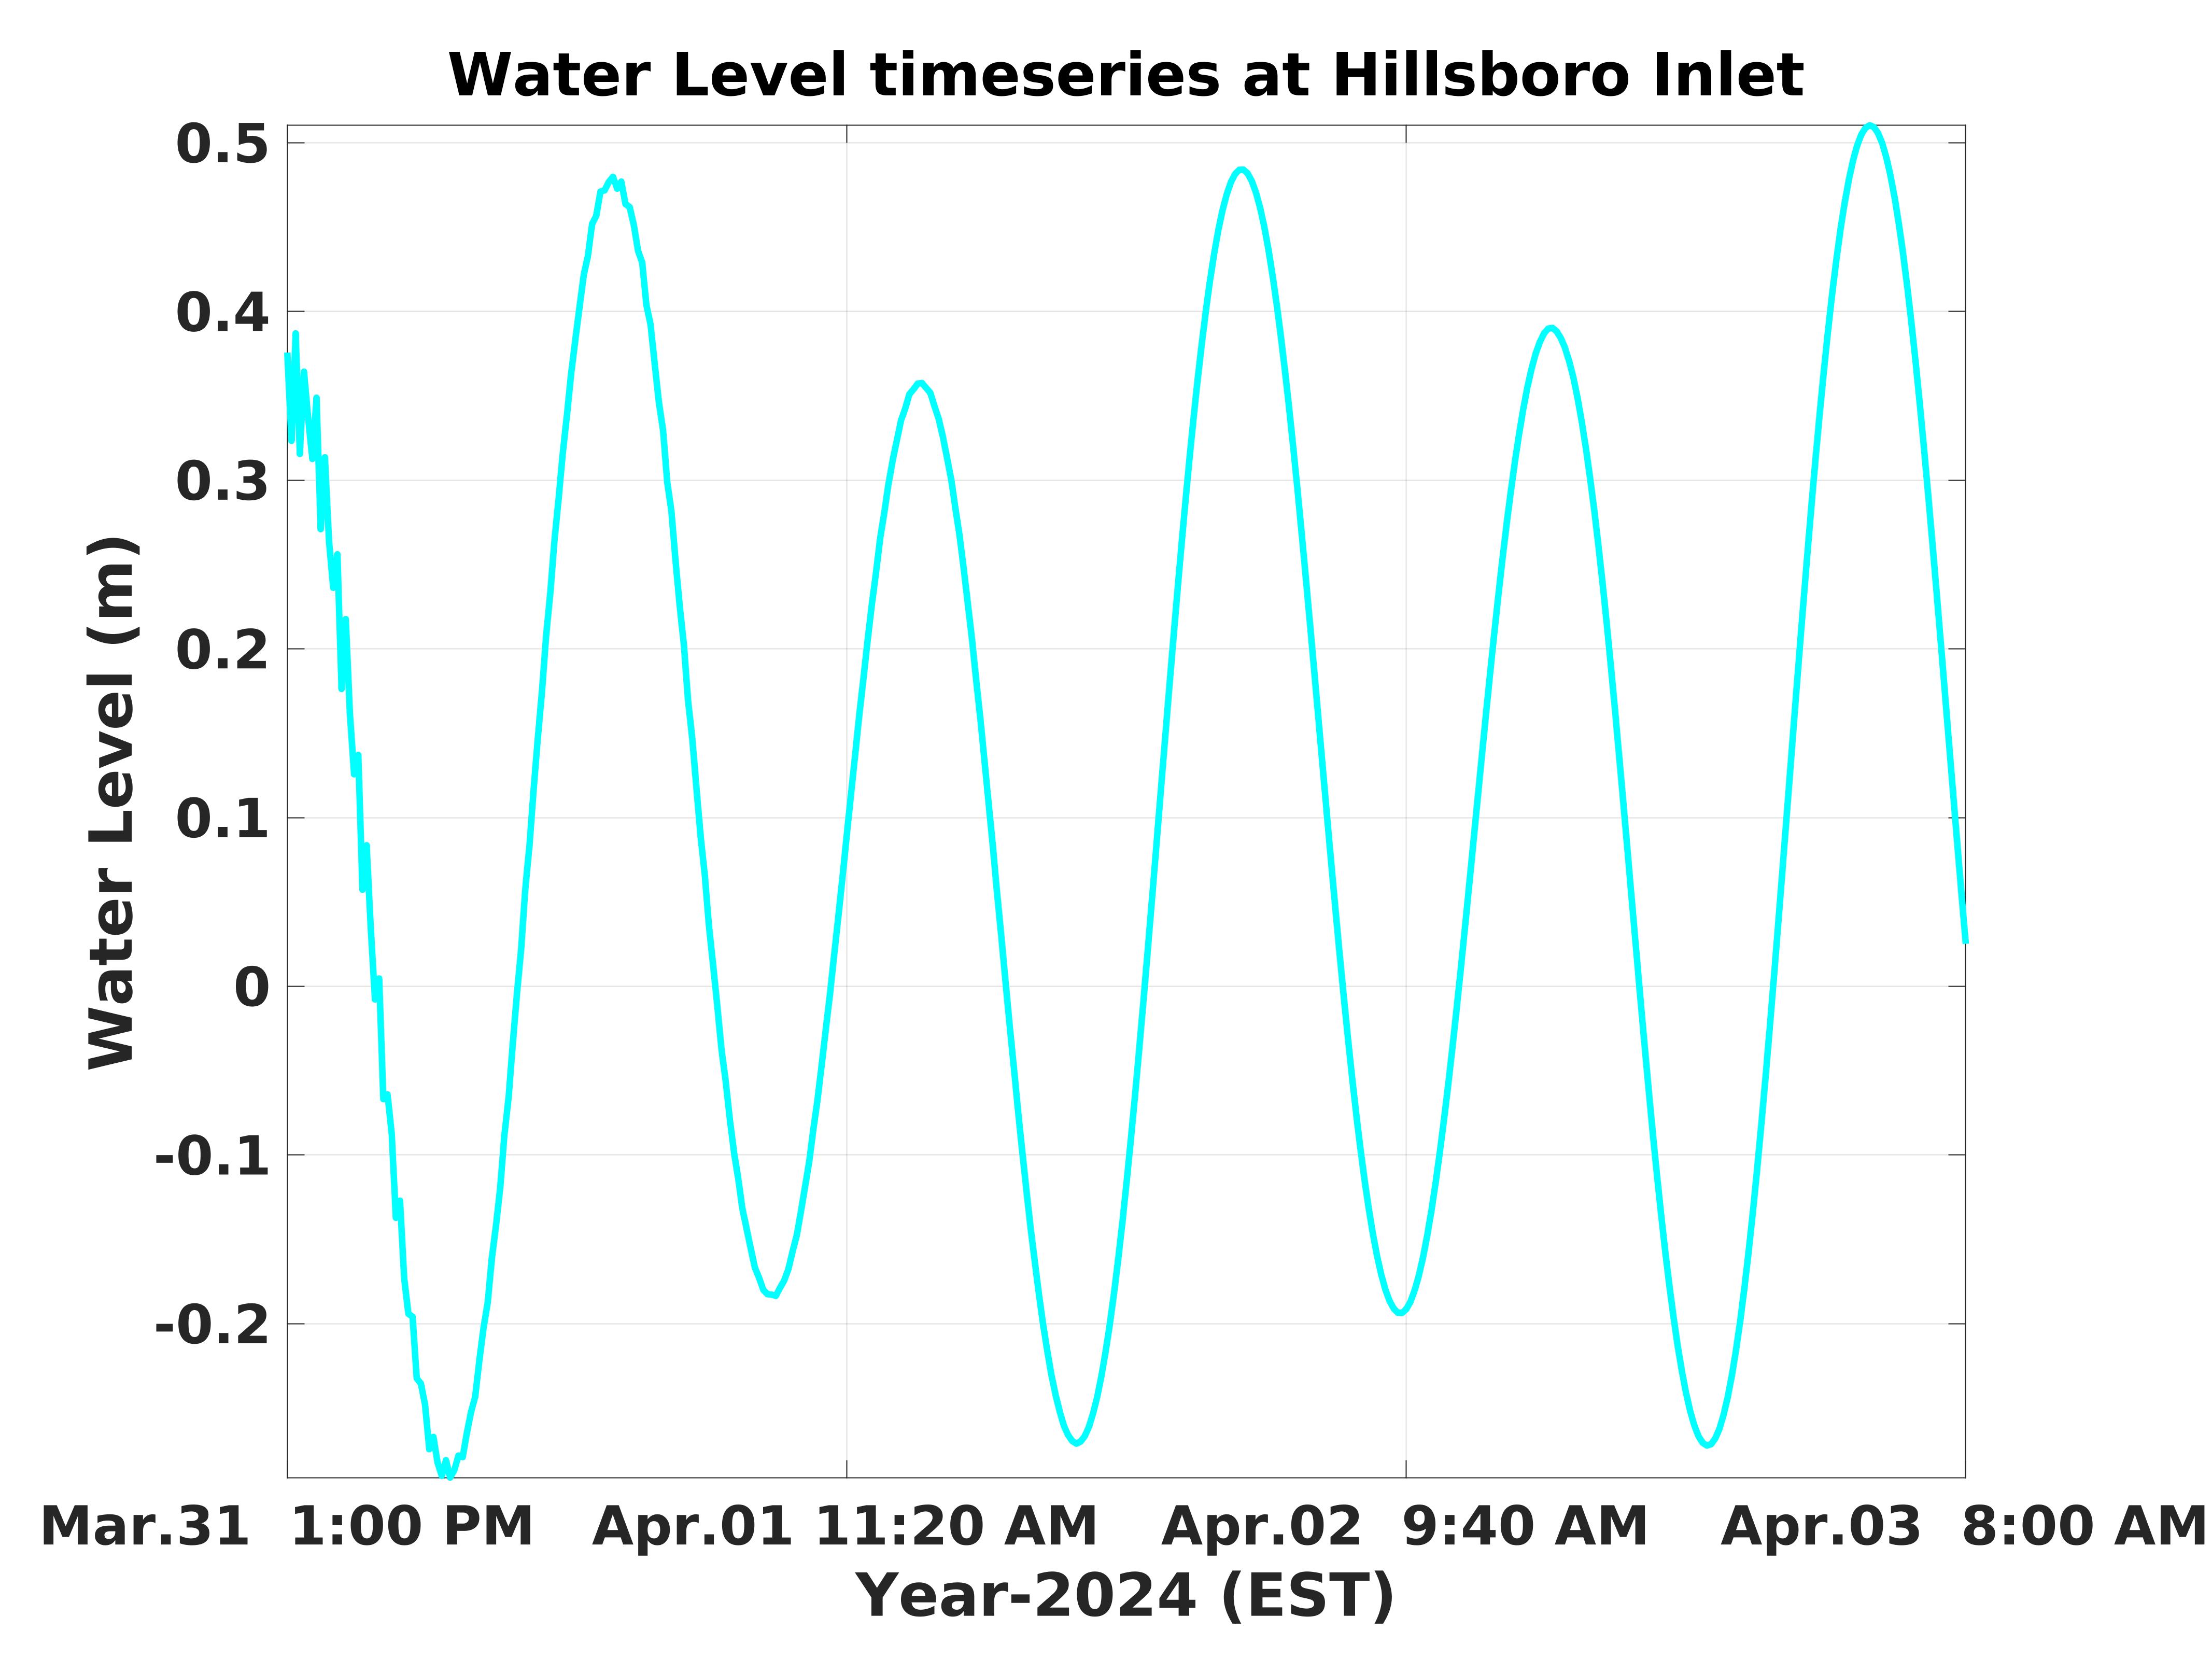 Water Level timeseries at Hillsboro Inlet
0.5
0.4
0.3
0.2
0.1
0
-0.1
-0.2
Water Level (m)
Mar.31 1:00 PM Apr.01 11:20 AM Apr.02 9:40 AM Apr.03 8:00 AM
Year-2024 (EST)